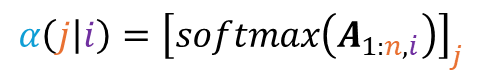 α(j|i) = [softmax(A₁:ₙ,ᵢ)]ⱼ